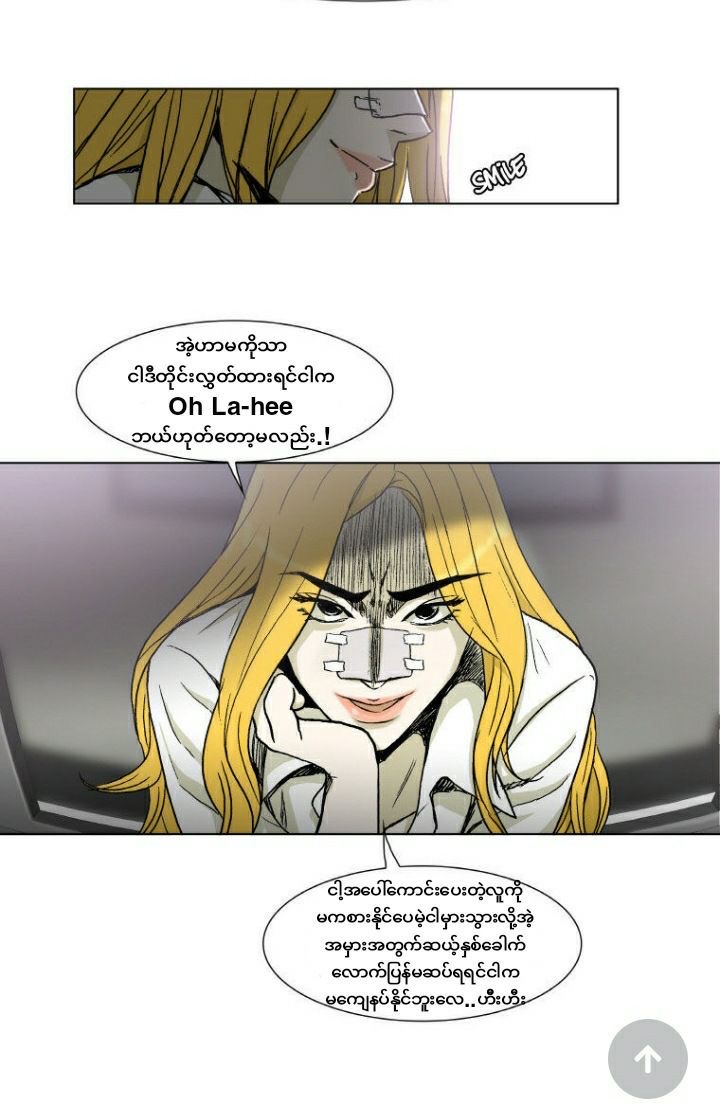 SMILE
အဲ့ဟာမကိုသာ
ငါဒီတိုင်းလွှတ်ထားရင်ငါက
Oh La-hee
ဘယ်ဟုတ်တော့မလည်း.!
ငါ့အပေါ်ကောင်းပေးတဲ့လူကို
မကစားနိုင်ပေမဲ့ငါမှားသွားလို့အဲ့
အမှားအတွက်ဆယ့်နှစ်ခေါက်
လောက်ပြန်မဆပ်ရရင်ငါက
မကျေနပ်နိုင်ဘူးလေ..ဟီးဟီး